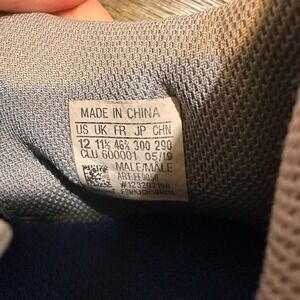 MADE IN CHINA
US UK FR JP CHN
12 11½ 46⅔ 300 290
CLU 600001 05/19
MALE/MALE